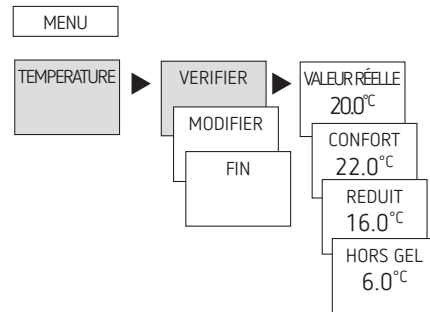 MENU
TEMPERATURE
VERIFIER
MODIFIER
FIN
VALEUR RÉELLE
20.0°C
CONFORT
22.0°C
REDUIT
16.0°C
HORS GEL
6.0°C